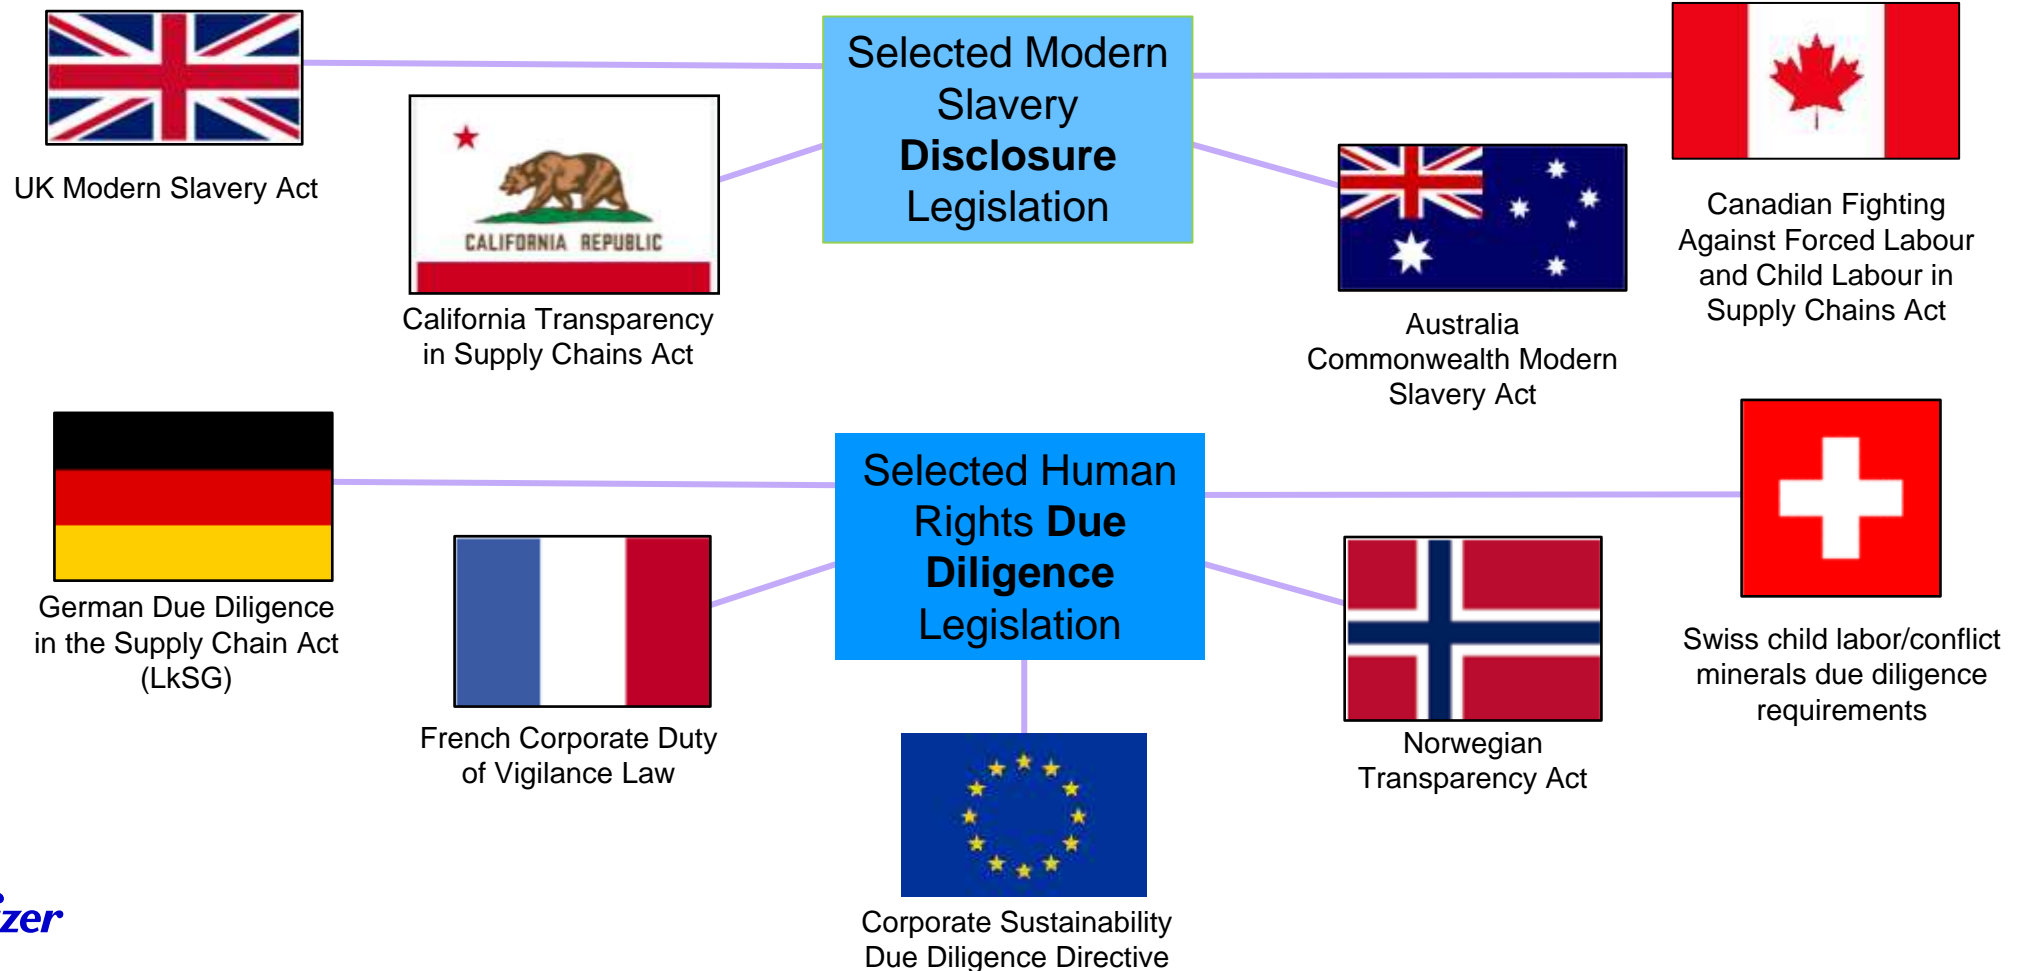 Selected Modern
Slavery
Disclosure
Legislation
UK Modern Slavery Act
CALIFORNIA REPUBLIC
California Transparency
in Supply Chains Act
Australia
Commonwealth Modern
Slavery Act
Canadian Fighting
Against Forced Labour
and Child Labour in
Supply Chains Act
Selected Human
Rights Due
Diligence
Legislation
German Due Diligence
in the Supply Chain Act
(LkSG)
French Corporate Duty
of Vigilance Law
Corporate Sustainability
Due Diligence Directive
Norwegian
Transparency Act
Swiss child labor/conflict
minerals due diligence
requirements